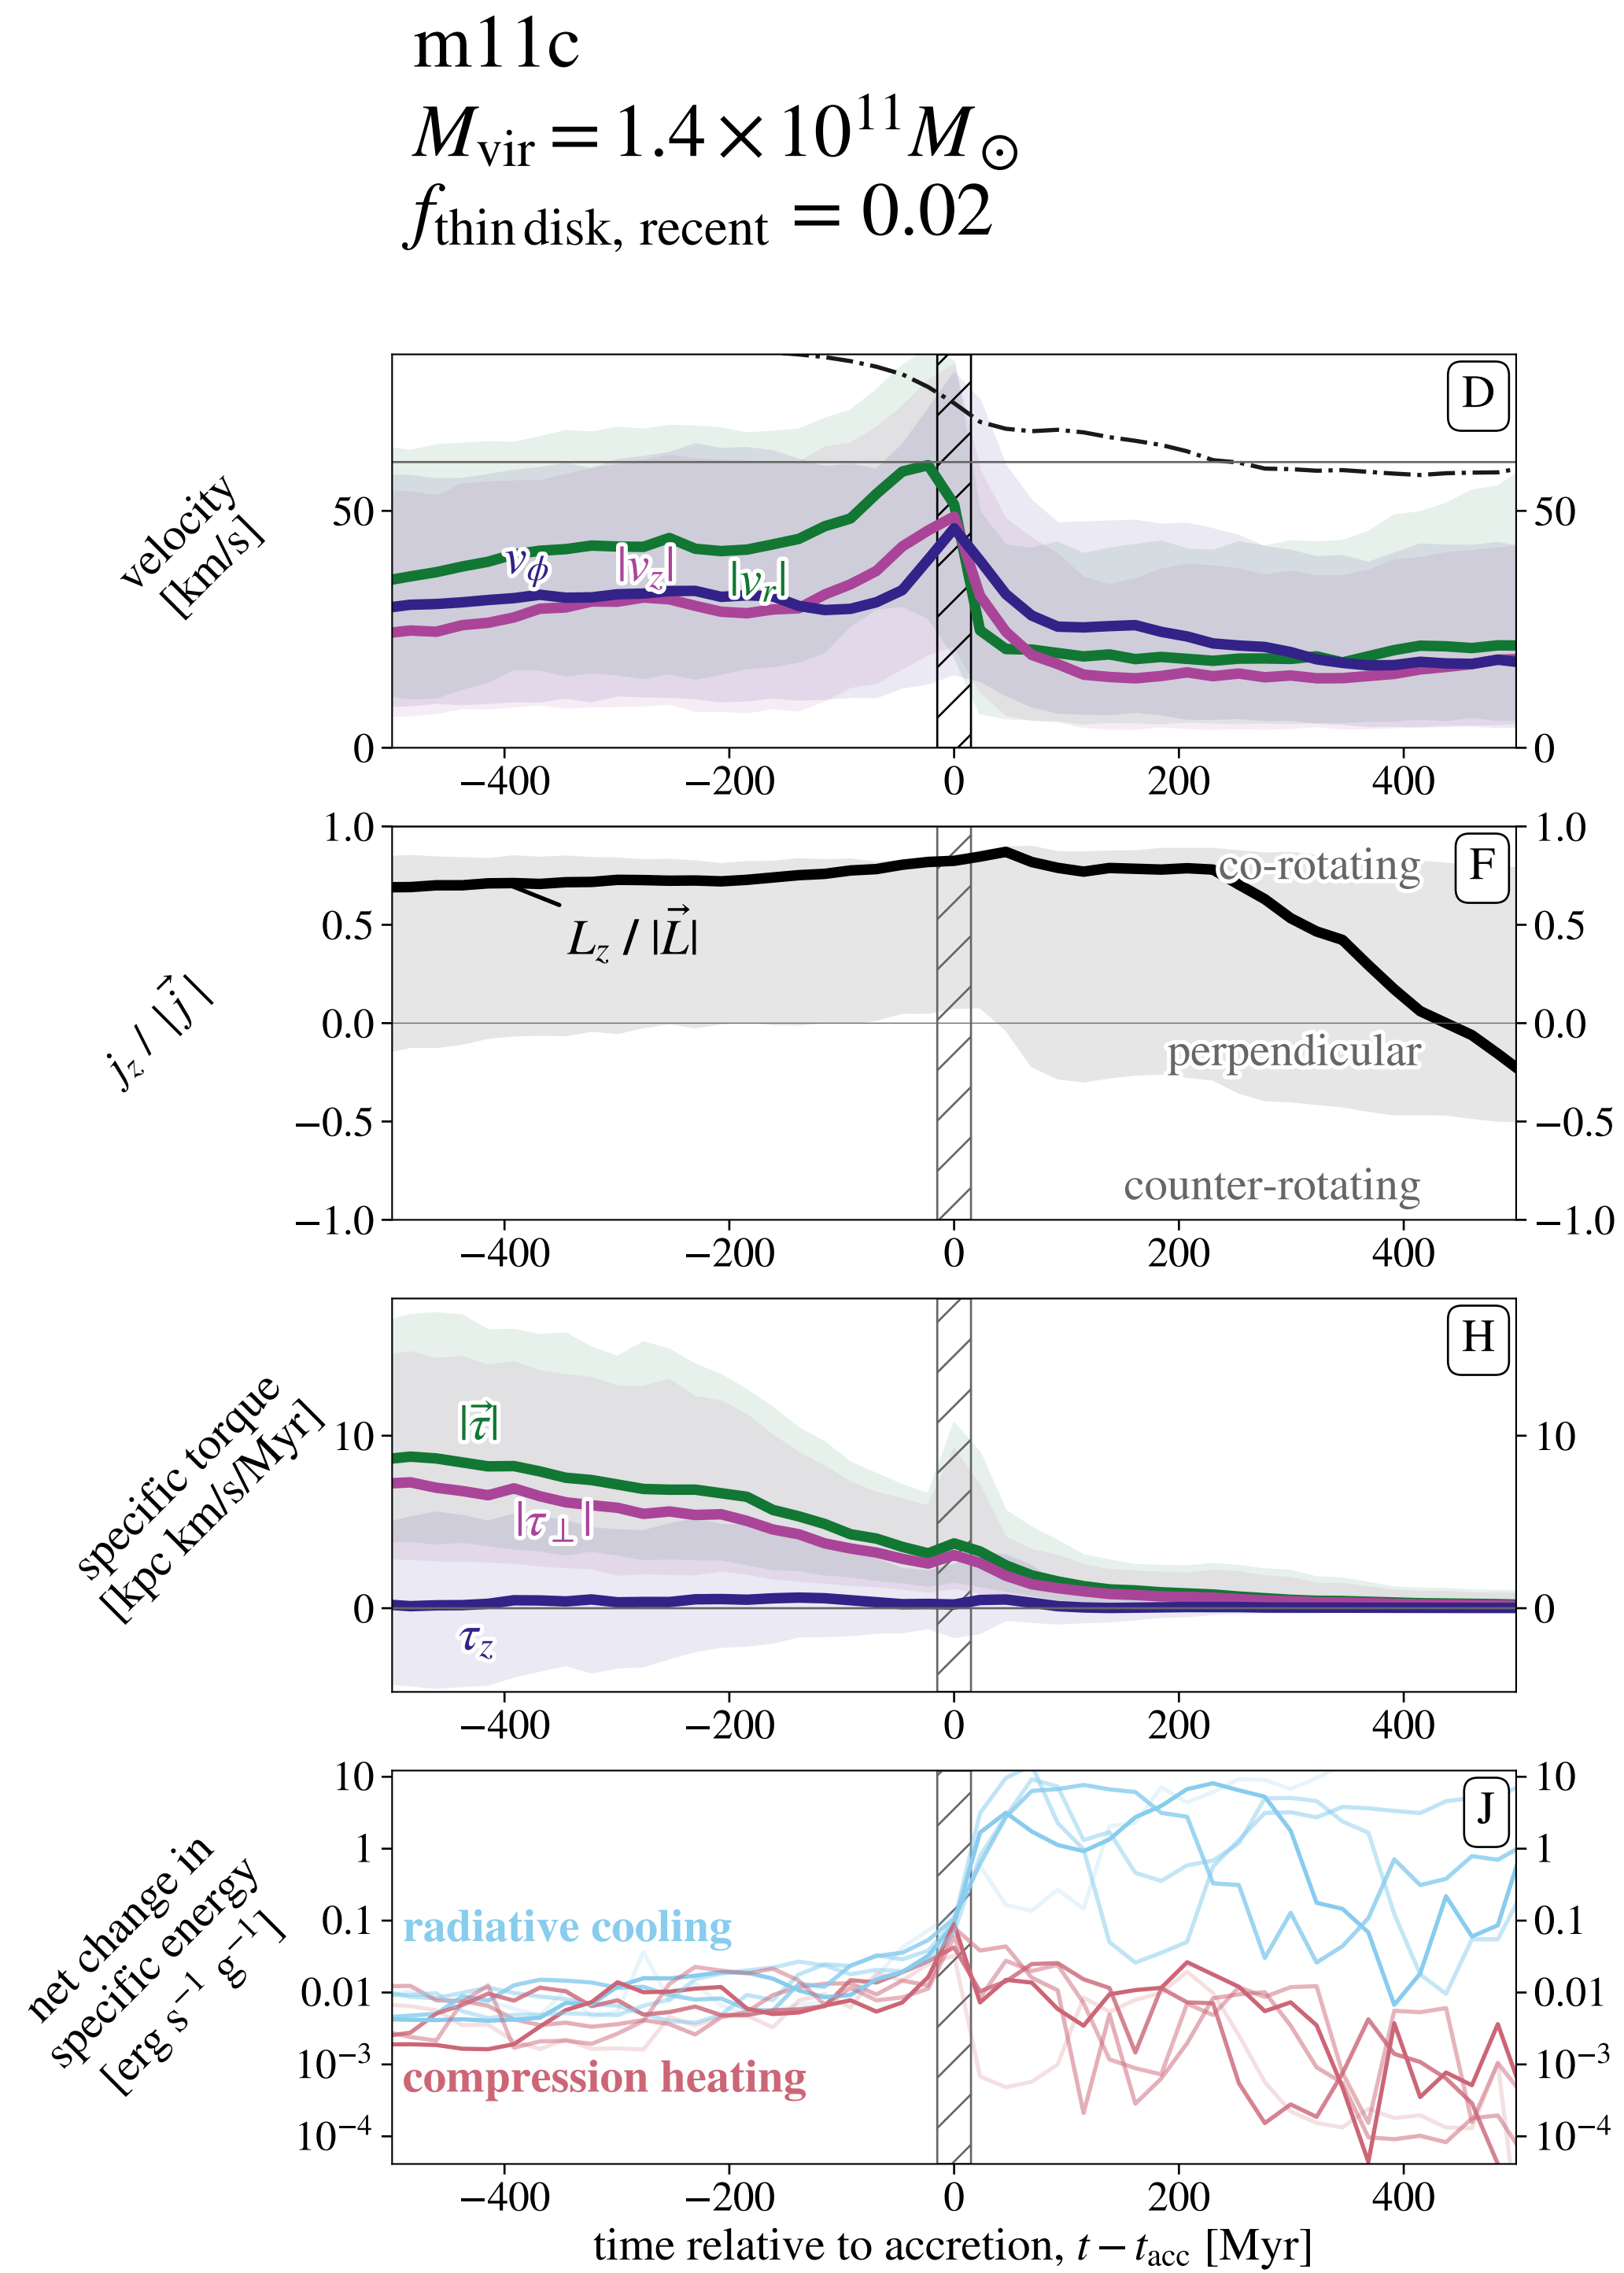 m11c
M_vir = 1.4 × 10^11 M_⊙
f_thin disk, recent = 0.02
D
velocity
[km/s]
50
0
50
0
v_ϕ
|v_z|
|v_r|
−400 −200 0 200 400
F
j_z / |j⃗|
1.0
0.5
0.0
−0.5
−1.0
1.0
0.5
0.0
−0.5
−1.0
co-rotating
L_z / |L⃗|
perpendicular
counter-rotating
−400 −200 0 200 400
H
specific torque
[kpc km/s/Myr]
10
0
10
0
|τ⃗|
|τ_⊥|
τ_z
−400 −200 0 200 400
J
net change in
specific energy
[erg s^−1 g^−1]
10
1
0.1
0.01
10^−3
10^−4
10
1
0.1
0.01
10^−3
10^−4
radiative cooling
compression heating
−400 −200 0 200 400
time relative to accretion, t − t_acc [Myr]